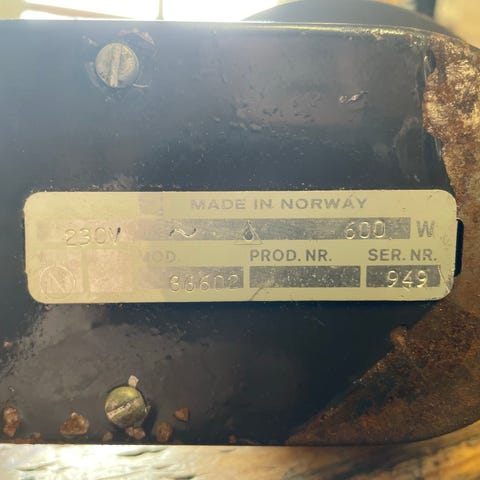 MADE IN NORWAY
230V ~ 600 W
MOD. PROD. NR. SER. NR.
N 36602 949